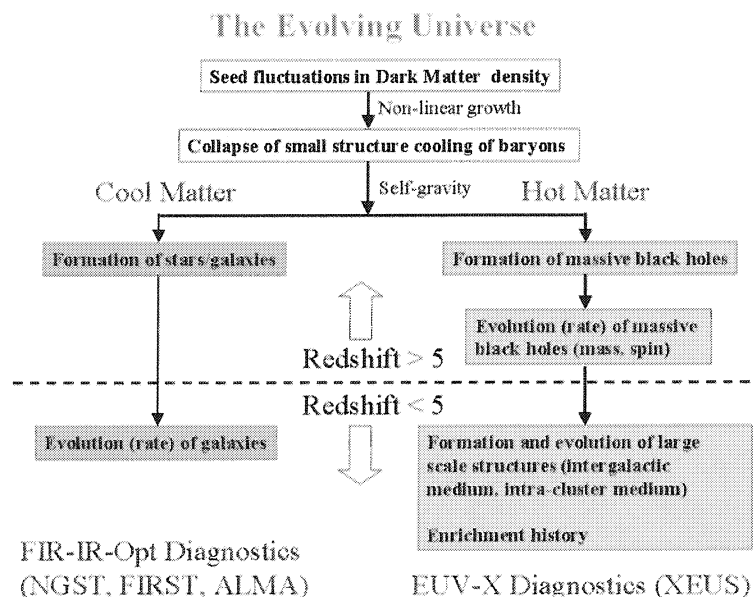 The Evolving Universe
Seed fluctuations in Dark Matter density
Non-linear growth
Collapse of small structure cooling of baryons
Self-gravity
Cool Matter
Hot Matter
Formation of stars/galaxies
Formation of massive black holes
Evolution (rate) of massive
black holes (mass, spin)
Redshift > 5
Redshift < 5
Evolution (rate) of galaxies
Formation and evolution of large
scale structures (intergalactic
medium, intra-cluster medium)
Enrichment history
FIR-IR-Opt Diagnostics
(NGST, FIRST, ALMA)
EUV-X Diagnostics (XEUS)